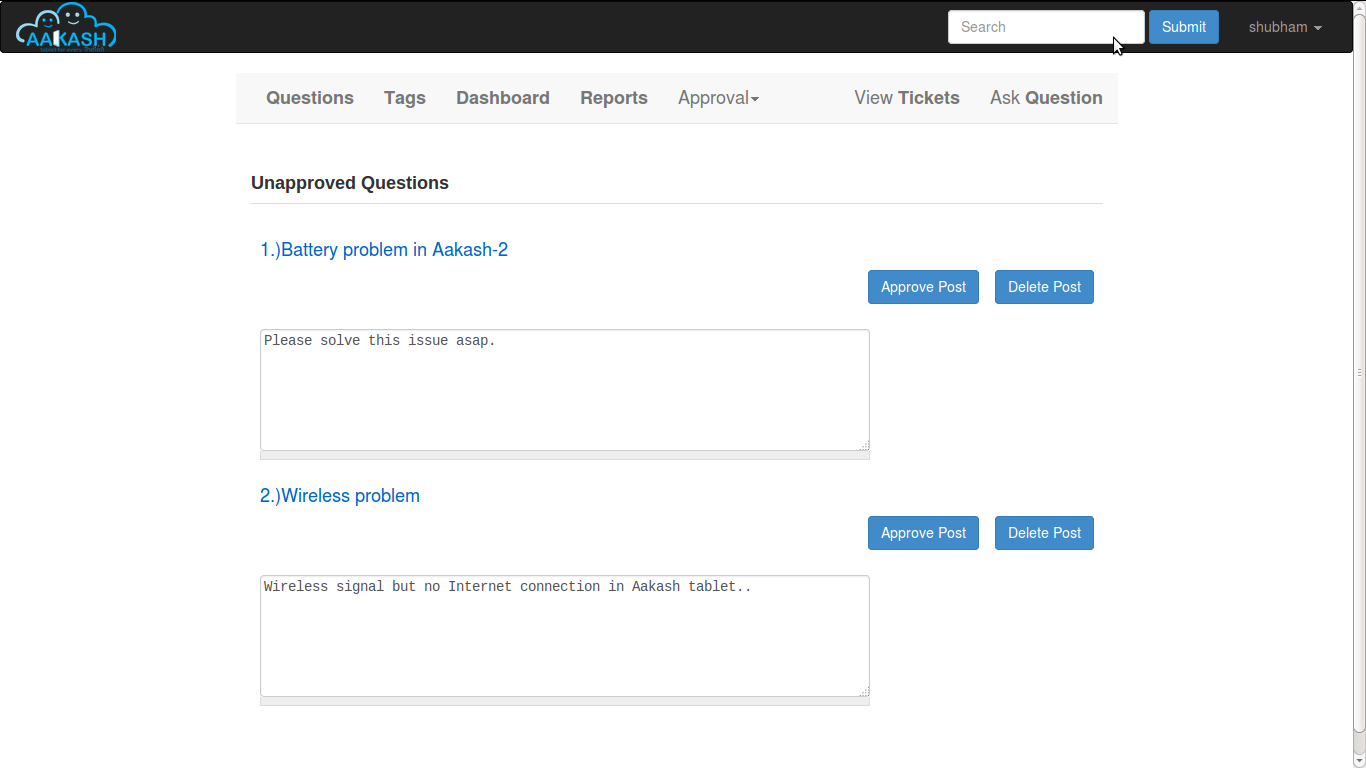 AAKASH
Search
Submit
shubham
Questions Tags Dashboard Reports Approval View Tickets Ask Question
Unapproved Questions
1.)Battery problem in Aakash-2
Approve Post Delete Post
Please solve this issue asap.
2.)Wireless problem
Approve Post Delete Post
Wireless signal but no Internet connection in Aakash tablet..